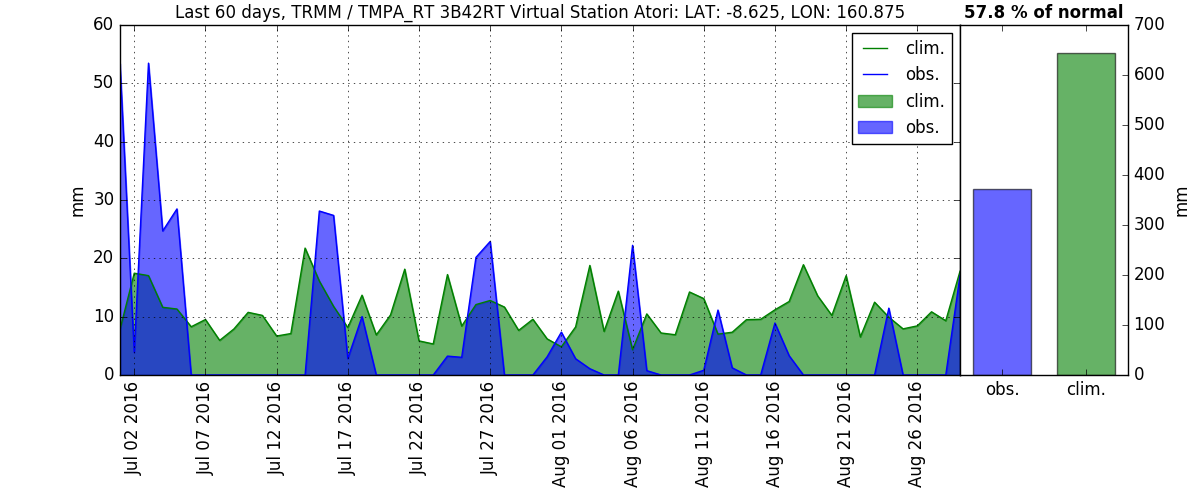 Last 60 days, TRMM / TMPA_RT 3B42RT Virtual Station Atori: LAT: -8.625, LON: 160.875
57.8 % of normal
60
50
40
30
20
10
0
mm
clim.
obs.
clim.
obs.
700
600
500
400
300
200
100
0
mm
Jul 02 2016
Jul 07 2016
Jul 12 2016
Jul 17 2016
Jul 22 2016
Jul 27 2016
Aug 01 2016
Aug 06 2016
Aug 11 2016
Aug 16 2016
Aug 21 2016
Aug 26 2016
obs.
clim.